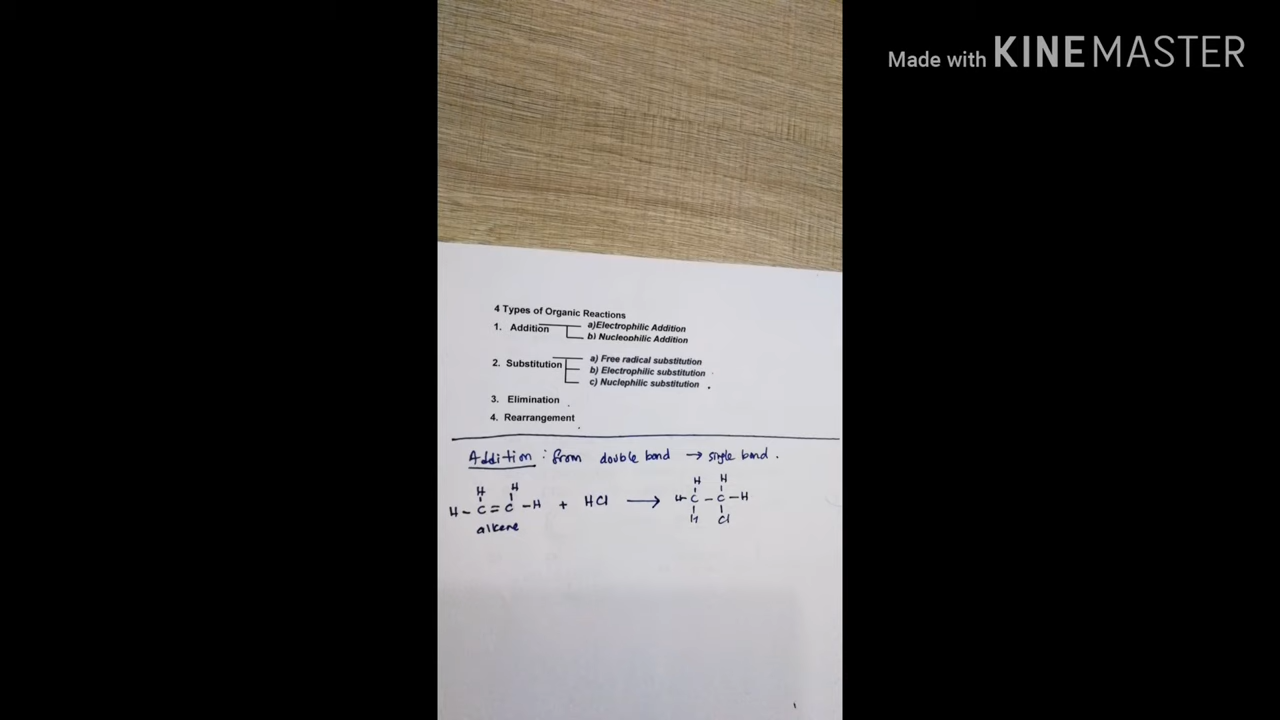 Made with KINEMASTER
4 Types of Organic Reactions
1. Addition
a)Electrophilic Addition
b) Nucleophilic Addition
2. Substitution
a) Free radical substitution
b) Electrophilic substitution
c) Nuclephilic substitution
3. Elimination
4. Rearrangement
Addition : from double bond → single bond.
H H H H
H - C = C - H + HCl → H - C - C - H
alkene H Cl